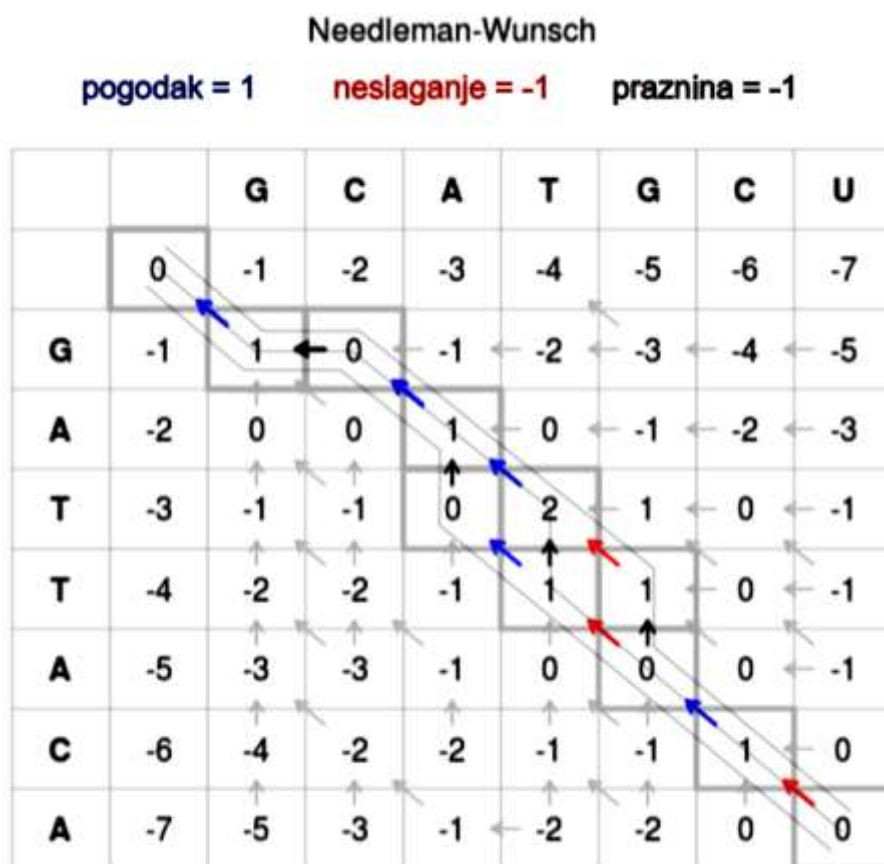 Needleman-Wunsch
pogodak = 1 neslaganje = -1 praznina = -1
G C A T G C U
0 -1 -2 -3 -4 -5 -6 -7
G -1 1 0 -1 -2 -3 -4 -5
A -2 0 0 1 0 -1 -2 -3
T -3 -1 -1 0 2 1 0 -1
T -4 -2 -2 -1 1 1 0 -1
A -5 -3 -3 -1 0 0 0 -1
C -6 -4 -2 -2 -1 -1 1 0
A -7 -5 -3 -1 -2 -2 0 0